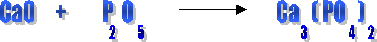 CaO + P₂O₅ ⟶ Ca₃(PO₄)₂